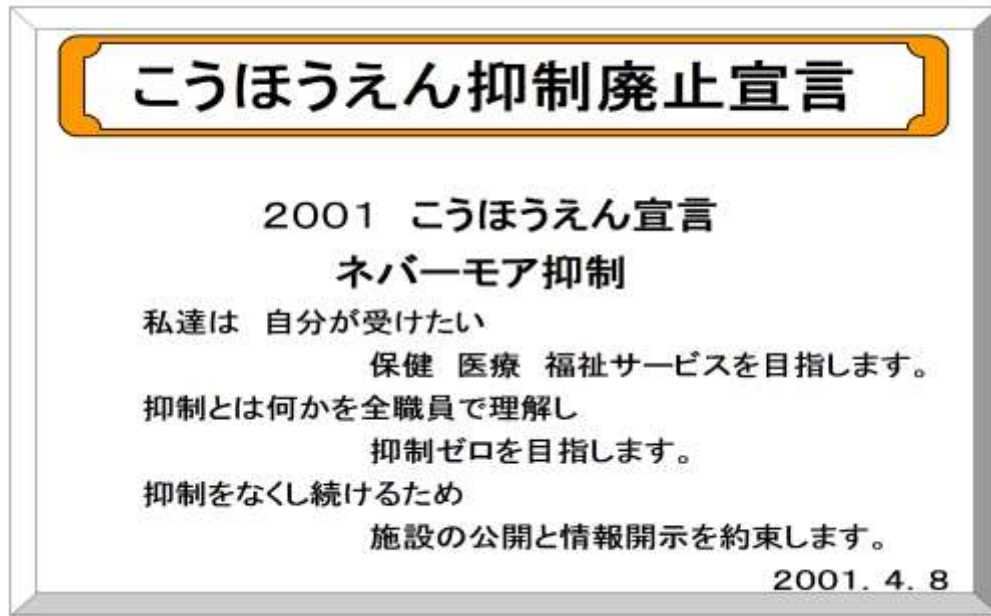 こうほうえん抑制廃止宣言
2001　こうほうえん宣言
ネバーモア抑制
私達は　自分が受けたい
保健　医療　福祉サービスを目指します。
抑制とは何かを全職員で理解し
抑制ゼロを目指します。
抑制をなくし続けるため
施設の公開と情報開示を約束します。
2001．4．8